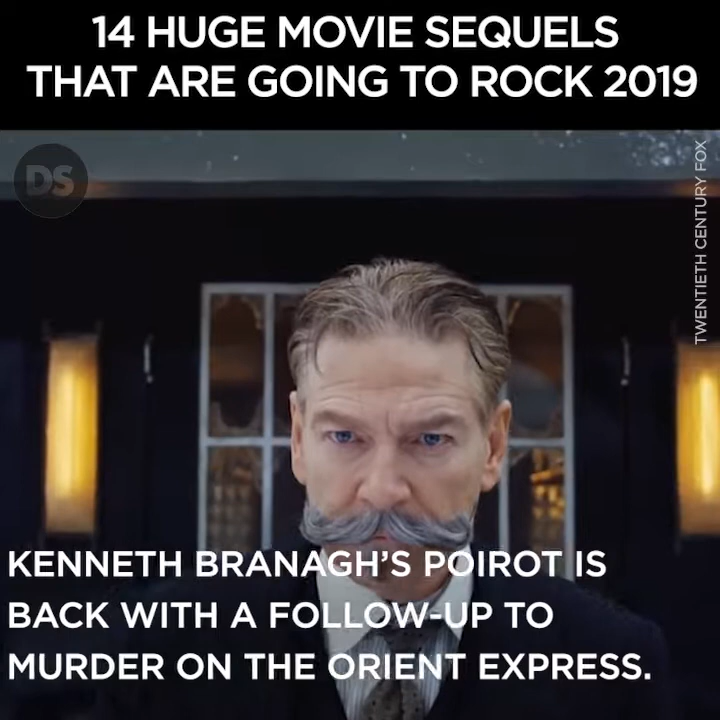 14 HUGE MOVIE SEQUELS
THAT ARE GOING TO ROCK 2019
DS
TWENTIETH CENTURY FOX
KENNETH BRANAGH'S POIROT IS
BACK WITH A FOLLOW-UP TO
MURDER ON THE ORIENT EXPRESS.